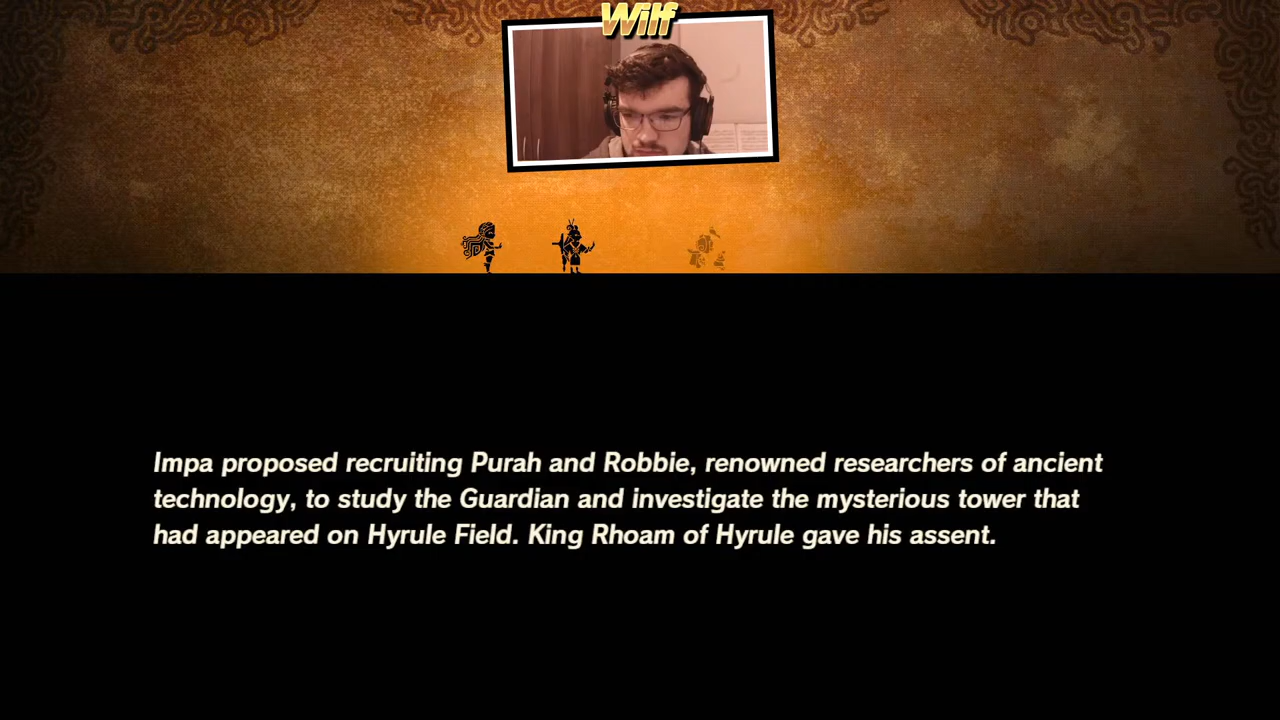 Wilf
Impa proposed recruiting Purah and Robbie, renowned researchers of ancient
technology, to study the Guardian and investigate the mysterious tower that
had appeared on Hyrule Field. King Rhoam of Hyrule gave his assent.